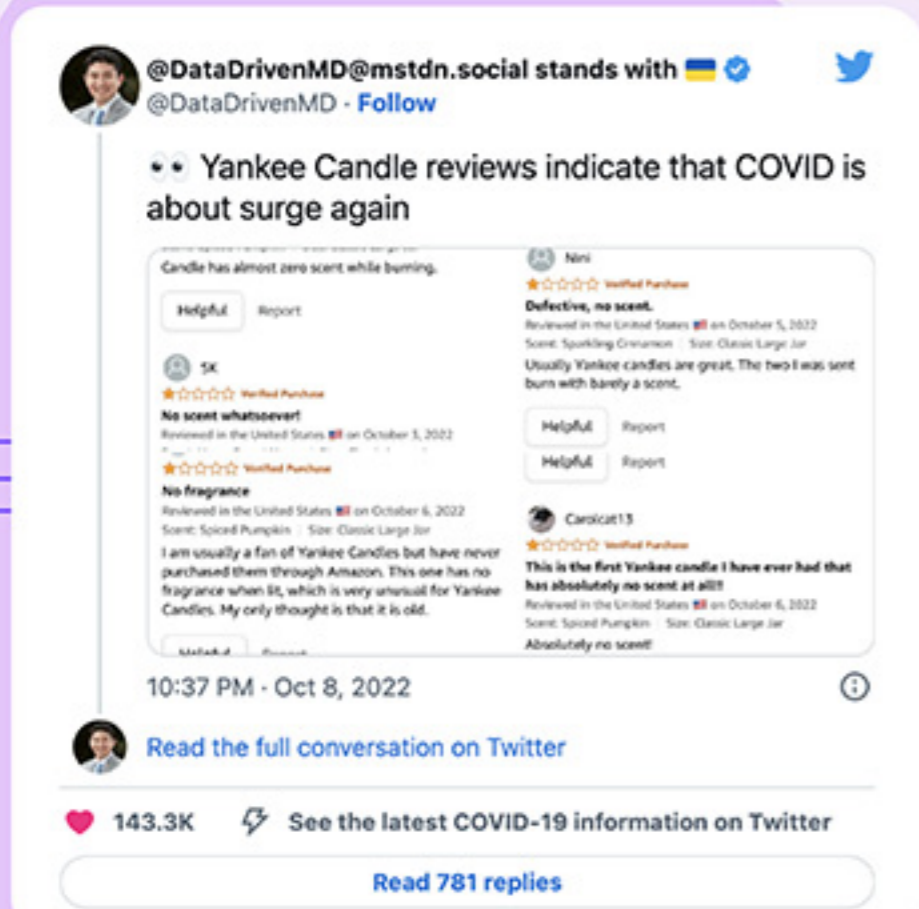 @DataDrivenMD@mstdn.social stands with 🇺🇦
@DataDrivenMD · Follow
👀 Yankee Candle reviews indicate that COVID is
about surge again
Candle has almost zero scent while burning.
Helpful Report
SK
Verified Purchase
No scent whatsoever!
Reviewed in the United States 🇺🇸 on October 3, 2022
Verified Purchase
No fragrance
Reviewed in the United States 🇺🇸 on October 6, 2022
Scent: Spiced Pumpkin | Size: Classic Large Jar
I am usually a fan of Yankee Candles but have never
purchased them through Amazon. This one has no
fragrance when lit, which is very unusual for Yankee
Candles. My only thought is that it is old.
Helpful Report
Nini
Verified Purchase
Defective, no scent.
Reviewed in the United States 🇺🇸 on October 5, 2022
Scent: Sparkling Cinnamon | Size: Classic Large Jar
Usually Yankee candles are great. The two I was sent
burn with barely a scent.
Helpful Report
Helpful Report
Carolcat13
Verified Purchase
This is the first Yankee candle I have ever had that
has absolutely no scent at all!!
Reviewed in the United States 🇺🇸 on October 6, 2022
Scent: Spiced Pumpkin | Size: Classic Large Jar
Absolutely no scent!
10:37 PM · Oct 8, 2022
Read the full conversation on Twitter
143.3K See the latest COVID-19 information on Twitter
Read 781 replies